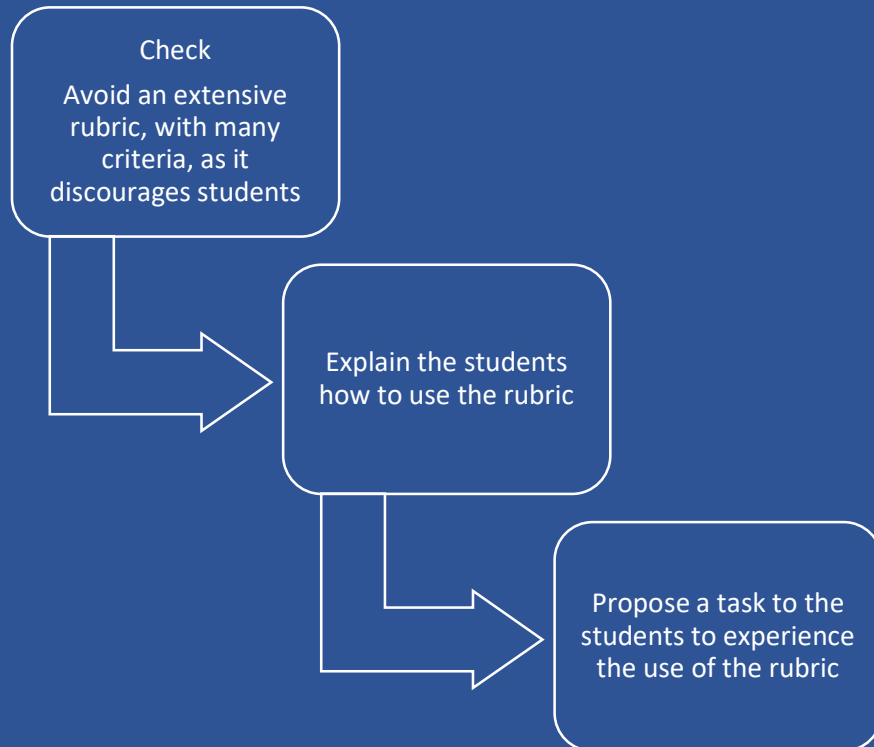 Check
Avoid an extensive
rubric, with many
criteria, as it
discourages students
Explain the students
how to use the rubric
Propose a task to the
students to experience
the use of the rubric